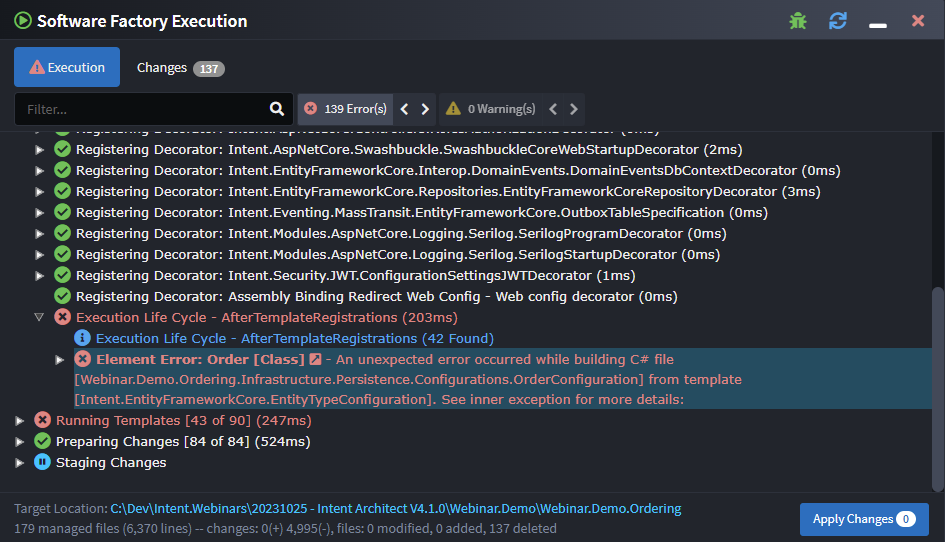 Software Factory Execution
Execution
Changes 137
Filter...
139 Error(s)
0 Warning(s)
Registering Decorator: Intent.AspNetCore.Swashbuckle.SwashbuckleCoreWebStartupDecorator (2ms)
Registering Decorator: Intent.EntityFrameworkCore.Interop.DomainEvents.DomainEventsDbContextDecorator (0ms)
Registering Decorator: Intent.EntityFrameworkCore.Repositories.EntityFrameworkCoreRepositoryDecorator (3ms)
Registering Decorator: Intent.Eventing.MassTransit.EntityFrameworkCore.OutboxTableSpecification (0ms)
Registering Decorator: Intent.Modules.AspNetCore.Logging.Serilog.SerilogProgramDecorator (0ms)
Registering Decorator: Intent.Modules.AspNetCore.Logging.Serilog.SerilogStartupDecorator (0ms)
Registering Decorator: Intent.Security.JWT.ConfigurationSettingsJWTDecorator (1ms)
Registering Decorator: Assembly Binding Redirect Web Config - Web config decorator (0ms)
Execution Life Cycle - AfterTemplateRegistrations (203ms)
Execution Life Cycle - AfterTemplateRegistrations (42 Found)
Element Error: Order [Class] - An unexpected error occurred while building C# file
[Webinar.Demo.Ordering.Infrastructure.Persistence.Configurations.OrderConfiguration] from template
[Intent.EntityFrameworkCore.EntityTypeConfiguration]. See inner exception for more details:
Running Templates [43 of 90] (247ms)
Preparing Changes [84 of 84] (524ms)
Staging Changes
Target Location: C:\Dev\Intent.Webinars\20231025 - Intent Architect V4.1.0\Webinar.Demo\Webinar.Demo.Ordering
179 managed files (6,370 lines) -- changes: 0(+) 4,995(-), files: 0 modified, 0 added, 137 deleted
Apply Changes 0